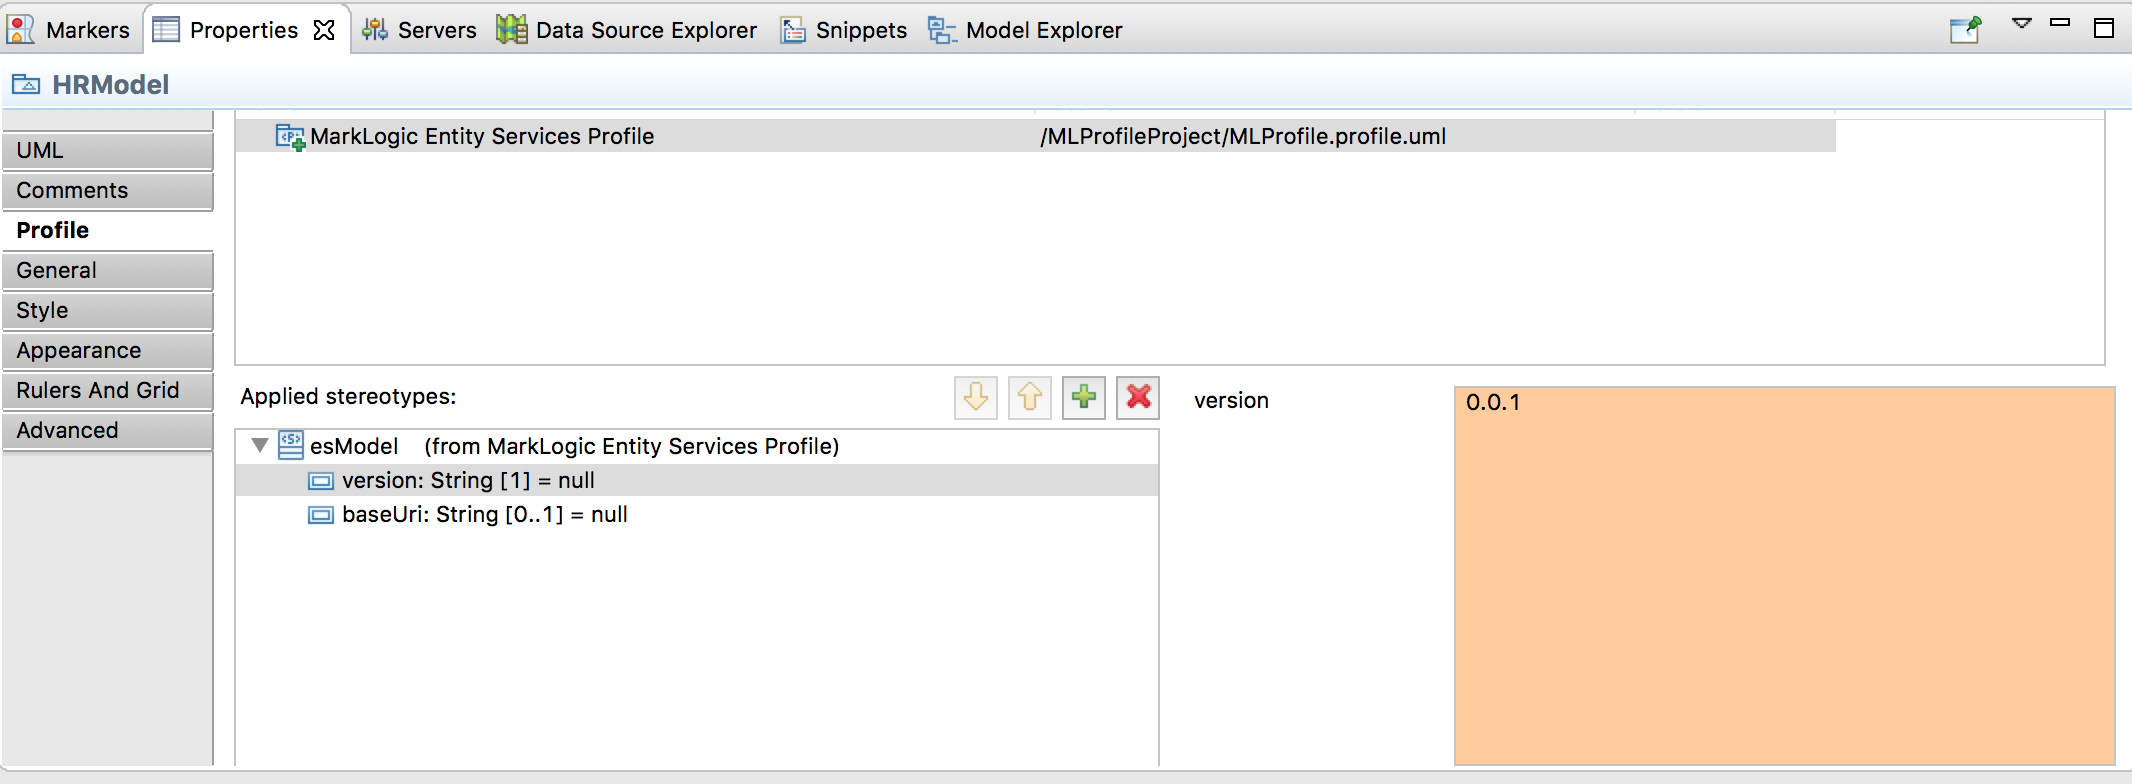 Markers Properties Servers Data Source Explorer Snippets Model Explorer
HRModel
UML
Comments
Profile
General
Style
Appearance
Rulers And Grid
Advanced
MarkLogic Entity Services Profile /MLProfileProject/MLProfile.profile.uml
Applied stereotypes:
esModel (from MarkLogic Entity Services Profile)
version: String [1] = null
baseUri: String [0..1] = null
version
0.0.1